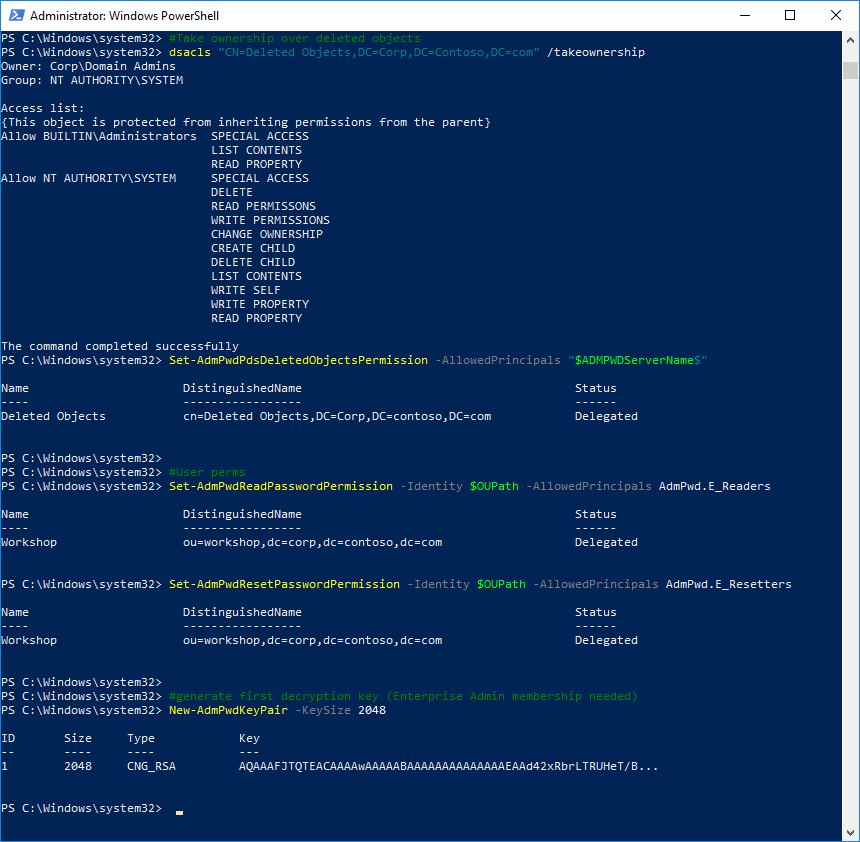 Administrator: Windows PowerShell
PS C:\Windows\system32> #Take ownership over deleted objects
PS C:\Windows\system32> dsacls "CN=Deleted Objects,DC=Corp,DC=Contoso,DC=com" /takeownership
Owner: Corp\Domain Admins
Group: NT AUTHORITY\SYSTEM
Access list:
{This object is protected from inheriting permissions from the parent}
Allow BUILTIN\Administrators  SPECIAL ACCESS
LIST CONTENTS
READ PROPERTY
Allow NT AUTHORITY\SYSTEM     SPECIAL ACCESS
DELETE
READ PERMISSONS
WRITE PERMISSIONS
CHANGE OWNERSHIP
CREATE CHILD
DELETE CHILD
LIST CONTENTS
WRITE SELF
WRITE PROPERTY
READ PROPERTY
The command completed successfully
PS C:\Windows\system32> Set-AdmPwdPdsDeletedObjectsPermission -AllowedPrincipals "$ADMPWDServerName$"
Name                      DistinguishedName                                       Status
----                      -----------------                                       ------
Deleted Objects           cn=Deleted Objects,DC=Corp,DC=contoso,DC=com            Delegated
PS C:\Windows\system32>
PS C:\Windows\system32> #User perms
PS C:\Windows\system32> Set-AdmPwdReadPasswordPermission -Identity $OUPath -AllowedPrincipals AdmPwd.E_Readers
Name                      DistinguishedName                                       Status
----                      -----------------                                       ------
Workshop                  ou=workshop,dc=corp,dc=contoso,dc=com                   Delegated
PS C:\Windows\system32> Set-AdmPwdResetPasswordPermission -Identity $OUPath -AllowedPrincipals AdmPwd.E_Resetters
Name                      DistinguishedName                                       Status
----                      -----------------                                       ------
Workshop                  ou=workshop,dc=corp,dc=contoso,dc=com                   Delegated
PS C:\Windows\system32>
PS C:\Windows\system32> #generate first decryption key (Enterprise Admin membership needed)
PS C:\Windows\system32> New-AdmPwdKeyPair -KeySize 2048
ID       Size     Type            Key
--       ----     ----            ---
1        2048     CNG_RSA         AQAAAFJTQTEACAAAAwAAAAABAAAAAAAAAAAAAAEAAd42xRbrLTRUHeT/B...
PS C:\Windows\system32>